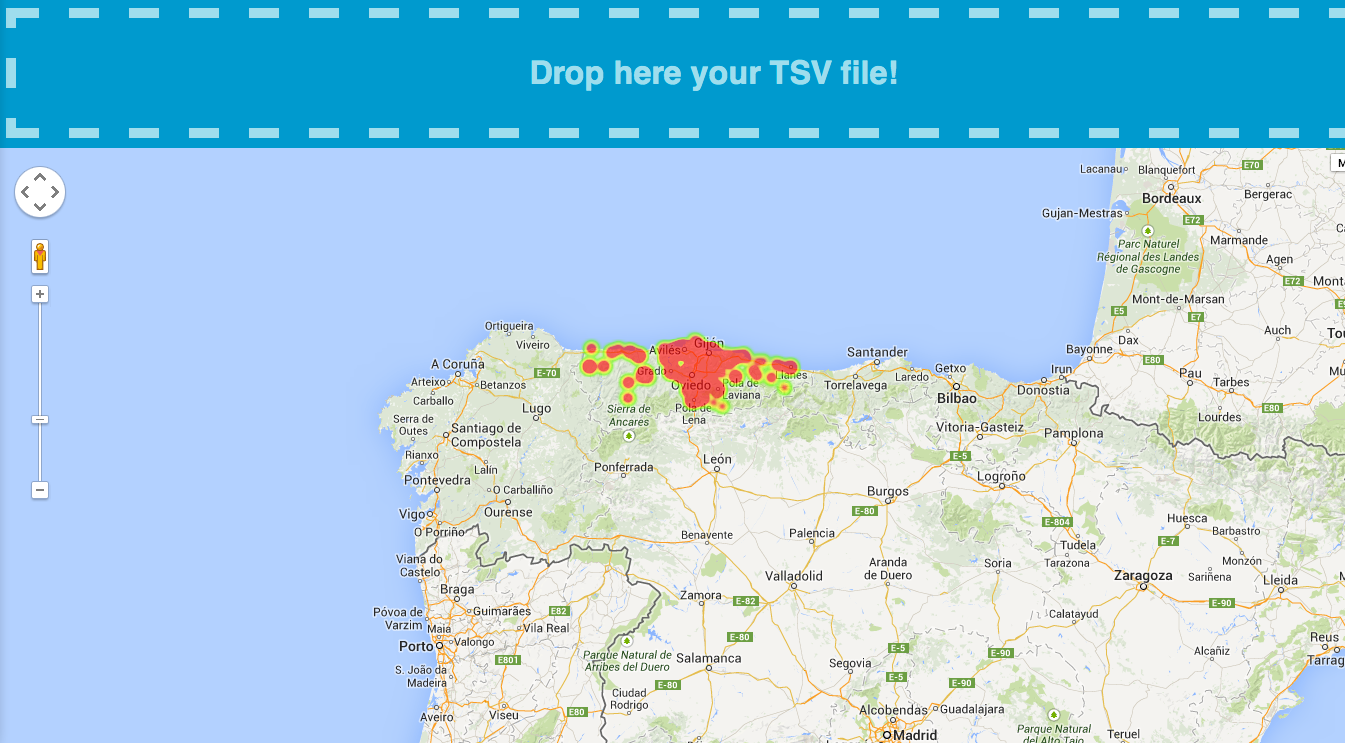 Drop here your TSV file!
M
Lacanau
Blanquefort
E70
Bordeaux
Bergerac
Gujan-Mestras
E72
Marmande
Parc Naturel
Régional des Landes
de Gascogne
Agen
E72
Mont-de-Marsan
E5
E7
Auch
Dax
Bayonne
E80
Pau
Tarbes
Lourdes
E80
Ortigueira
Viveiro
A Coruña
E-70
Arteixo
Betanzos
Carballo
Serra de
Outes
Lugo
Santiago de
Compostela
Rianxo
Lalín
Pontevedra
O Carballiño
Vigo
Ourense
O Porriño
Avilés
Gijón
Grado
Oviedo
Pola de
Laviana
Llanes
Pola de
Lena
Sierra de
Ancares
Ponferrada
León
Santander
Torrelavega
Laredo
Getxo
Bilbao
Irun
Donostia
Vitoria-Gasteiz
Pamplona
E-5
Logroño
Burgos
E-80
E-804
Huesca
Barbastro
E-7
Tudela
Tarazona
Monzón
Benavente
Palencia
Aranda
de Duero
Soria
Zaragoza
Sariñena
Lleida
Viana do
Castelo
Braga
Valladolid
Zamora
E-82
E-90
Póvoa de
Varzim
Guimarães
E82
Maia
Vila Real
Calatayud
Porto
Valongo
E801
E-80
E-5
E-90
Reus
Alcañiz
Tarrag
S. João da
Madeira
Parque Natural de
Arribes del Duero
Salamanca
Segovia
E-5
E-80
E-90
Ciudad
Rodrigo
Aveiro
Viseu
E80
Alcobendas
Guadalajara
Parque Natural
del Alto Tajo
Teruel
Madrid